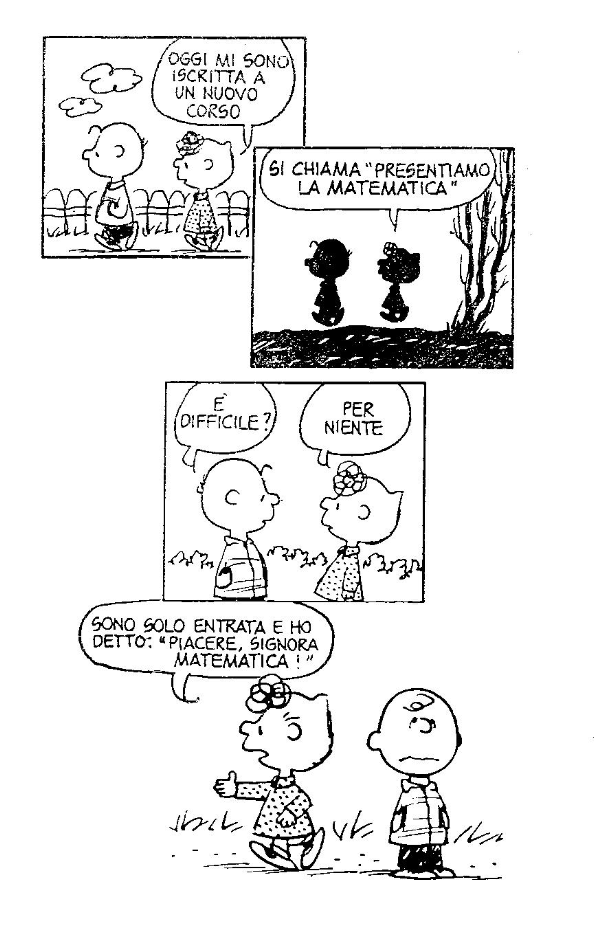 OGGI MI SONO
ISCRITTA A
UN NUOVO
CORSO
SI CHIAMA "PRESENTIAMO
LA MATEMATICA"
È
DIFFICILE?
PER
NIENTE
SONO SOLO ENTRATA E HO
DETTO: "PIACERE, SIGNORA
MATEMATICA!"